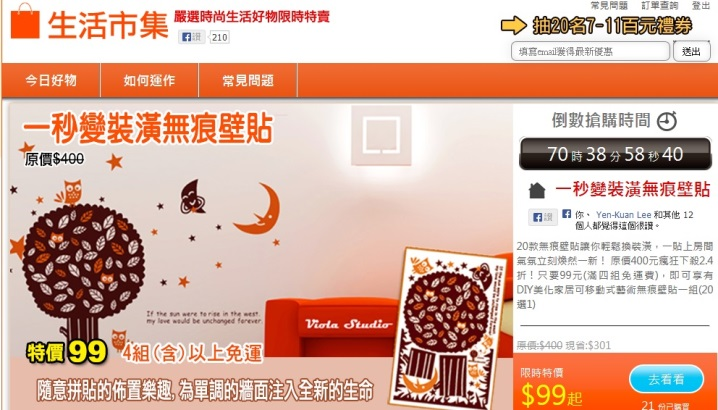 常見問題 訂單查詢 登出
生活市集
嚴選時尚生活好物限時特賣
讚 210
抽20名7-11百元禮券
填寫email獲得最新優惠
送出
今日好物
如何運作
常見問題
一秒變裝潢無痕壁貼
原價$400
If the sun were to rise in the west.
my love would be unchanged forever.
Viola Studio
特價99 4組(含)以上免運
隨意拼貼的佈置樂趣,為單調的牆面注入全新的生命
倒數搶購時間
70 時 38 分 58 秒 40
一秒變裝潢無痕壁貼
讚 你、 Yen-Kuan Lee 和其他 12
個人都覺得這個很讚。
20款無痕壁貼讓你輕鬆換裝潢,一貼上房間
氣氛立刻煥然一新! 原價400元瘋狂下殺2.4
折!只要99元(滿四組免運費),即可享有
DIY美化家居可移動式藝術無痕壁貼一組(20
選1)
原價:$400 現省:$301
限時特價
$99起
去看看
21 份已購買